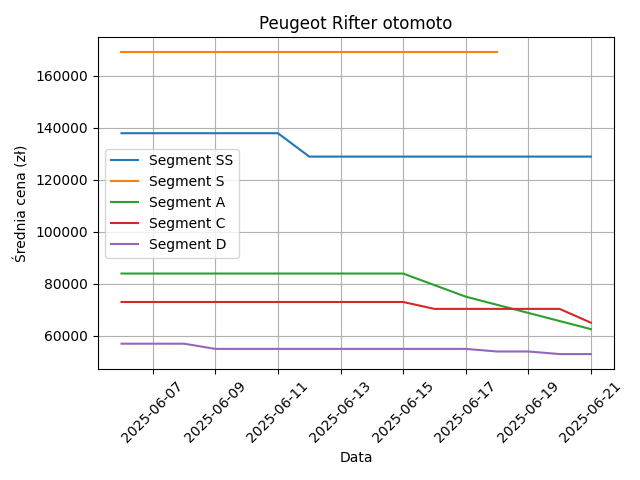 Peugeot Rifter otomoto
Średnia cena (zł)
160000
140000
120000
100000
80000
60000
Segment SS
Segment S
Segment A
Segment C
Segment D
2025-06-07
2025-06-09
2025-06-11
2025-06-13
2025-06-15
2025-06-17
2025-06-19
2025-06-21
Data